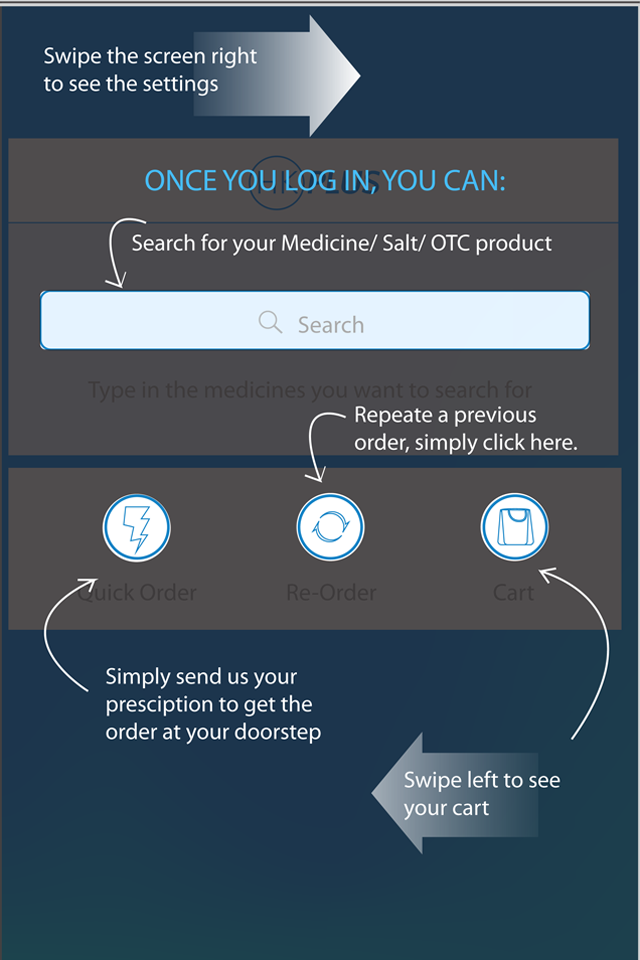 Swipe the screen right
to see the settings
ONCE YOU LOG IN, YOU CAN:
PLUS
Search for your Medicine/ Salt/ OTC product
Search
Type in the medicines you want to search for
Repeate a previous
order, simply click here.
Quick Order
Re-Order
Cart
Simply send us your
presciption to get the
order at your doorstep
Swipe left to see
your cart